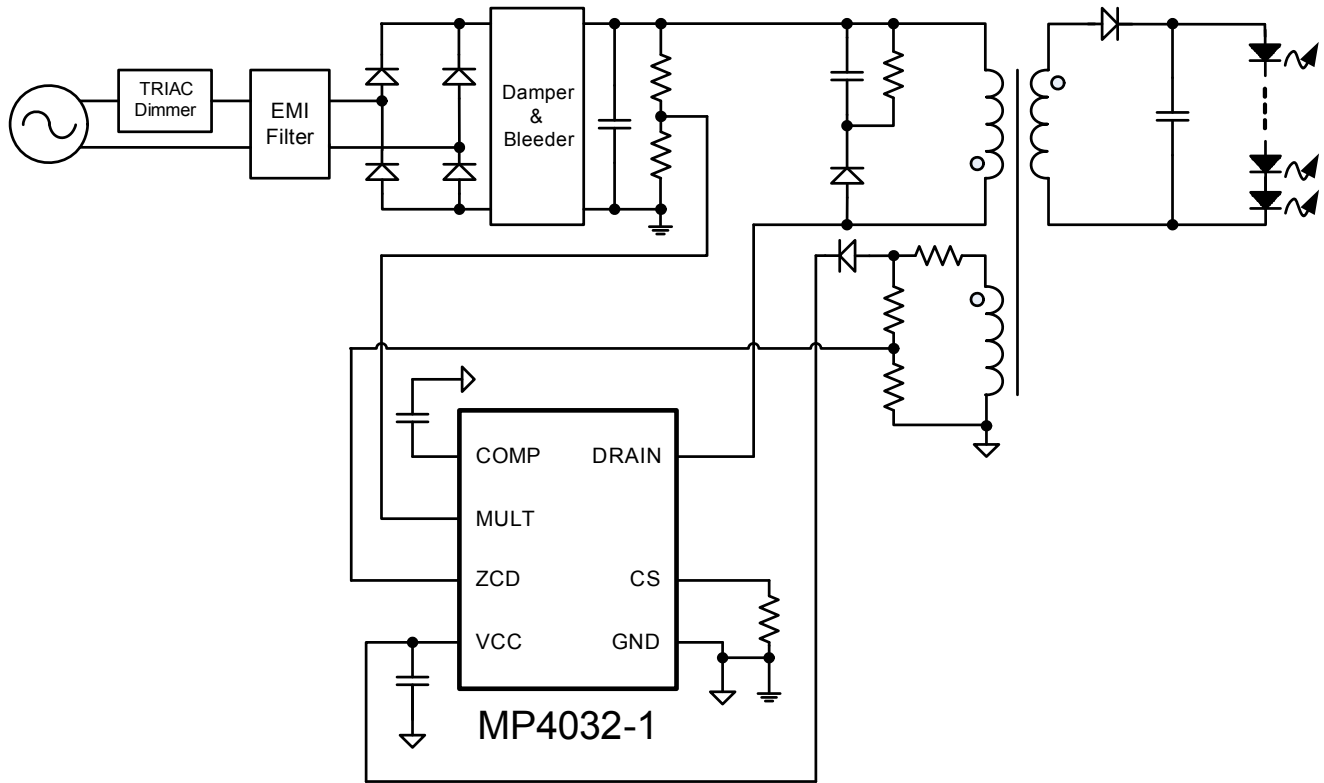 TRIAC
Dimmer
EMI
Filter
Damper
&
Bleeder
COMP
DRAIN
MULT
ZCD
CS
VCC
GND
MP4032-1